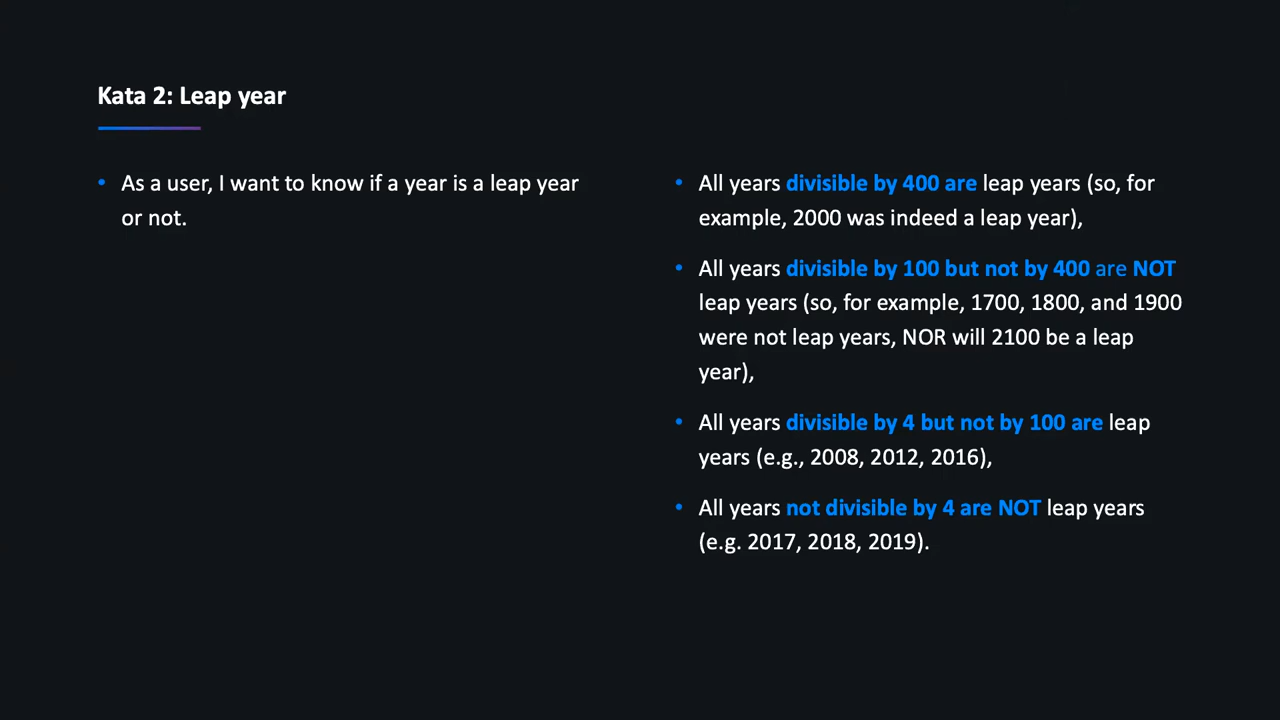 Kata 2: Leap year
• As a user, I want to know if a year is a leap year
or not.
• All years divisible by 400 are leap years (so, for
example, 2000 was indeed a leap year),
• All years divisible by 100 but not by 400 are NOT
leap years (so, for example, 1700, 1800, and 1900
were not leap years, NOR will 2100 be a leap
year),
• All years divisible by 4 but not by 100 are leap
years (e.g., 2008, 2012, 2016),
• All years not divisible by 4 are NOT leap years
(e.g. 2017, 2018, 2019).